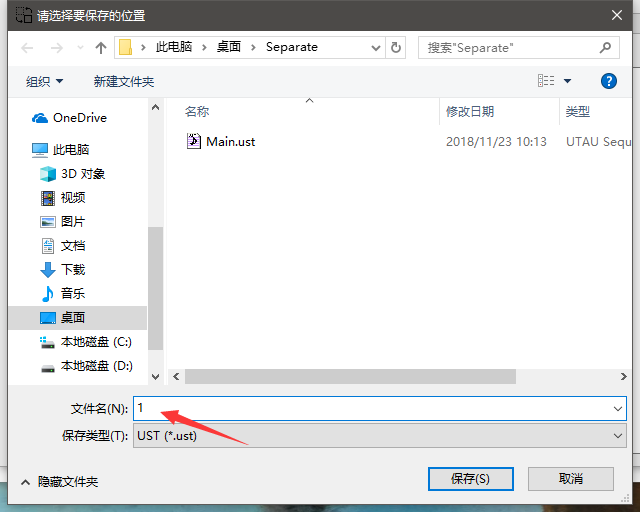 请选择要保存的位置
此电脑 桌面 Separate
搜索"Separate"
组织 新建文件夹
名称 修改日期 类型
Main.ust 2018/11/23 10:13 UTAU Sequ
OneDrive
此电脑
3D 对象
视频
图片
文档
下载
音乐
桌面
本地磁盘 (C:)
本地磁盘 (D:)
文件名(N): 1
保存类型(T): UST (*.ust)
隐藏文件夹
保存(S) 取消